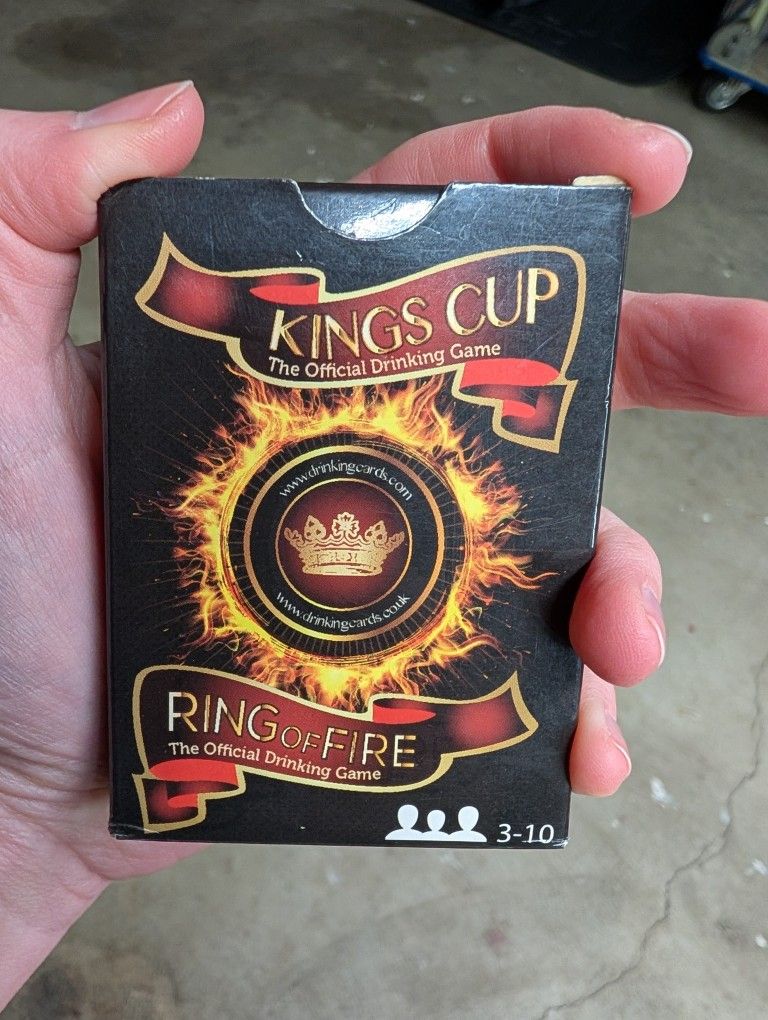 KINGS CUP
The Official Drinking Game
www.drinkingcards.com
www.drinkingcards.co.uk
RING OF FIRE
The Official Drinking Game
3-10